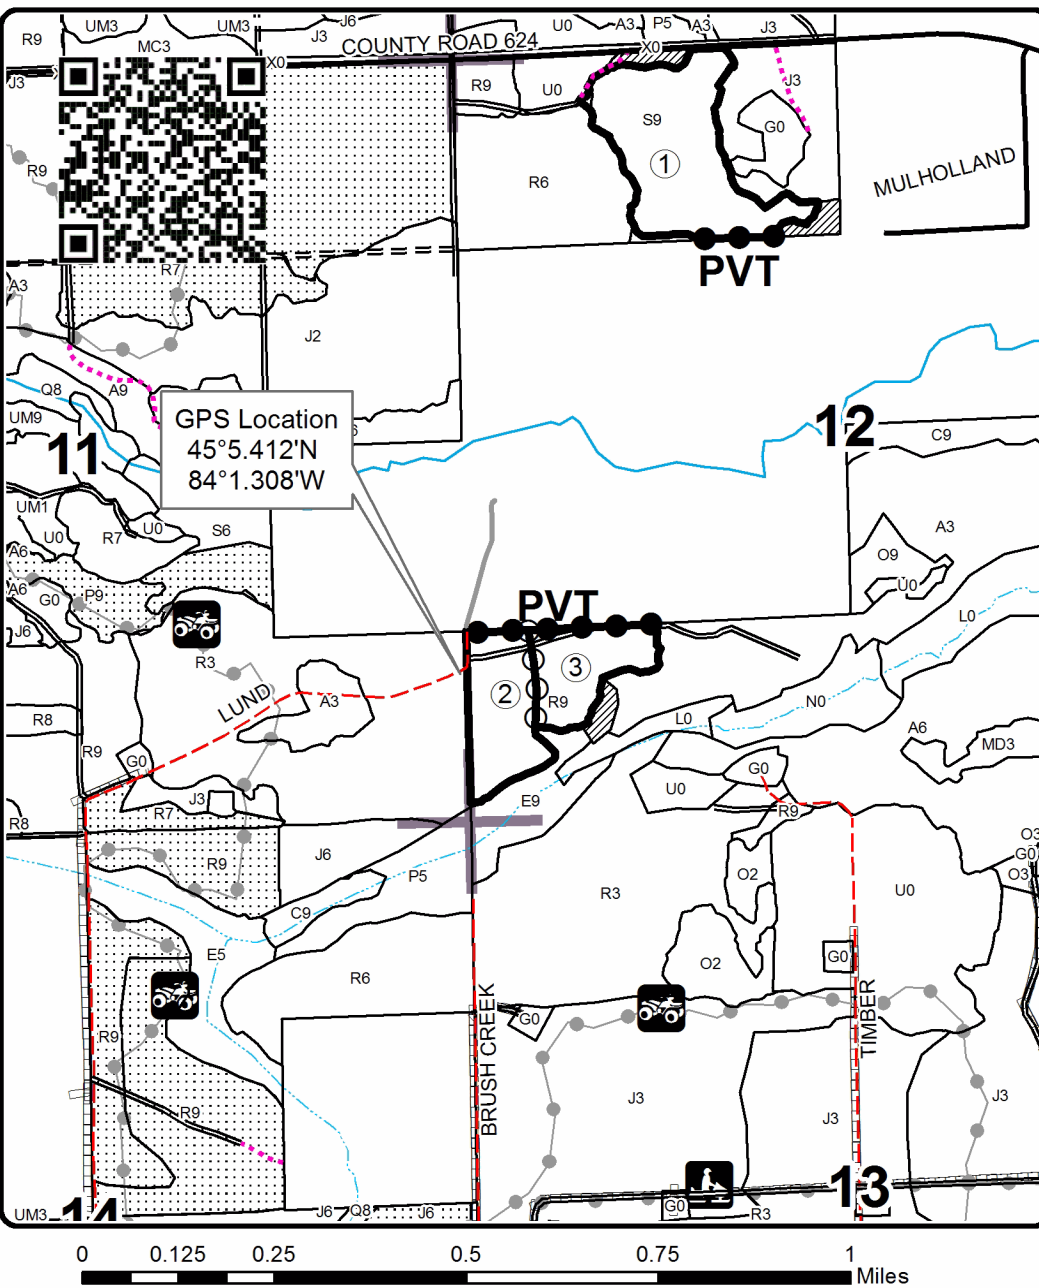 UM3
UM3
J6
U0
A3
P5
A3
J3
R9
MC3
J3
COUNTY ROAD 624
X0
X0
J3
R9
U0
J3
S9
G0
R9
1
R6
MULHOLLAND
PVT
R7
A3
J2
Q8
A9
GPS Location
45°5.412'N
84°1.308'W
6
UM9
11
12
C9
UM1
U0
R7
U0
S6
A3
A6
O9
A6
G0
P9
U0
J6
PVT
L0
R3
3
2
R9
LUND
A3
N0
R8
L0
A6
R9
G0
MD3
G0
U0
J3
R7
E9
R9
R8
O3
J6
G0
R9
P5
O2
O3
R3
U0
C9
E5
O2
G0
R6
BRUSH CREEK
TIMBER
G0
R9
R9
J3
J3
J3
13
G0
R3
UM3
14
J6
Q8
J6
0
0.125
0.25
0.5
0.75
1
Miles